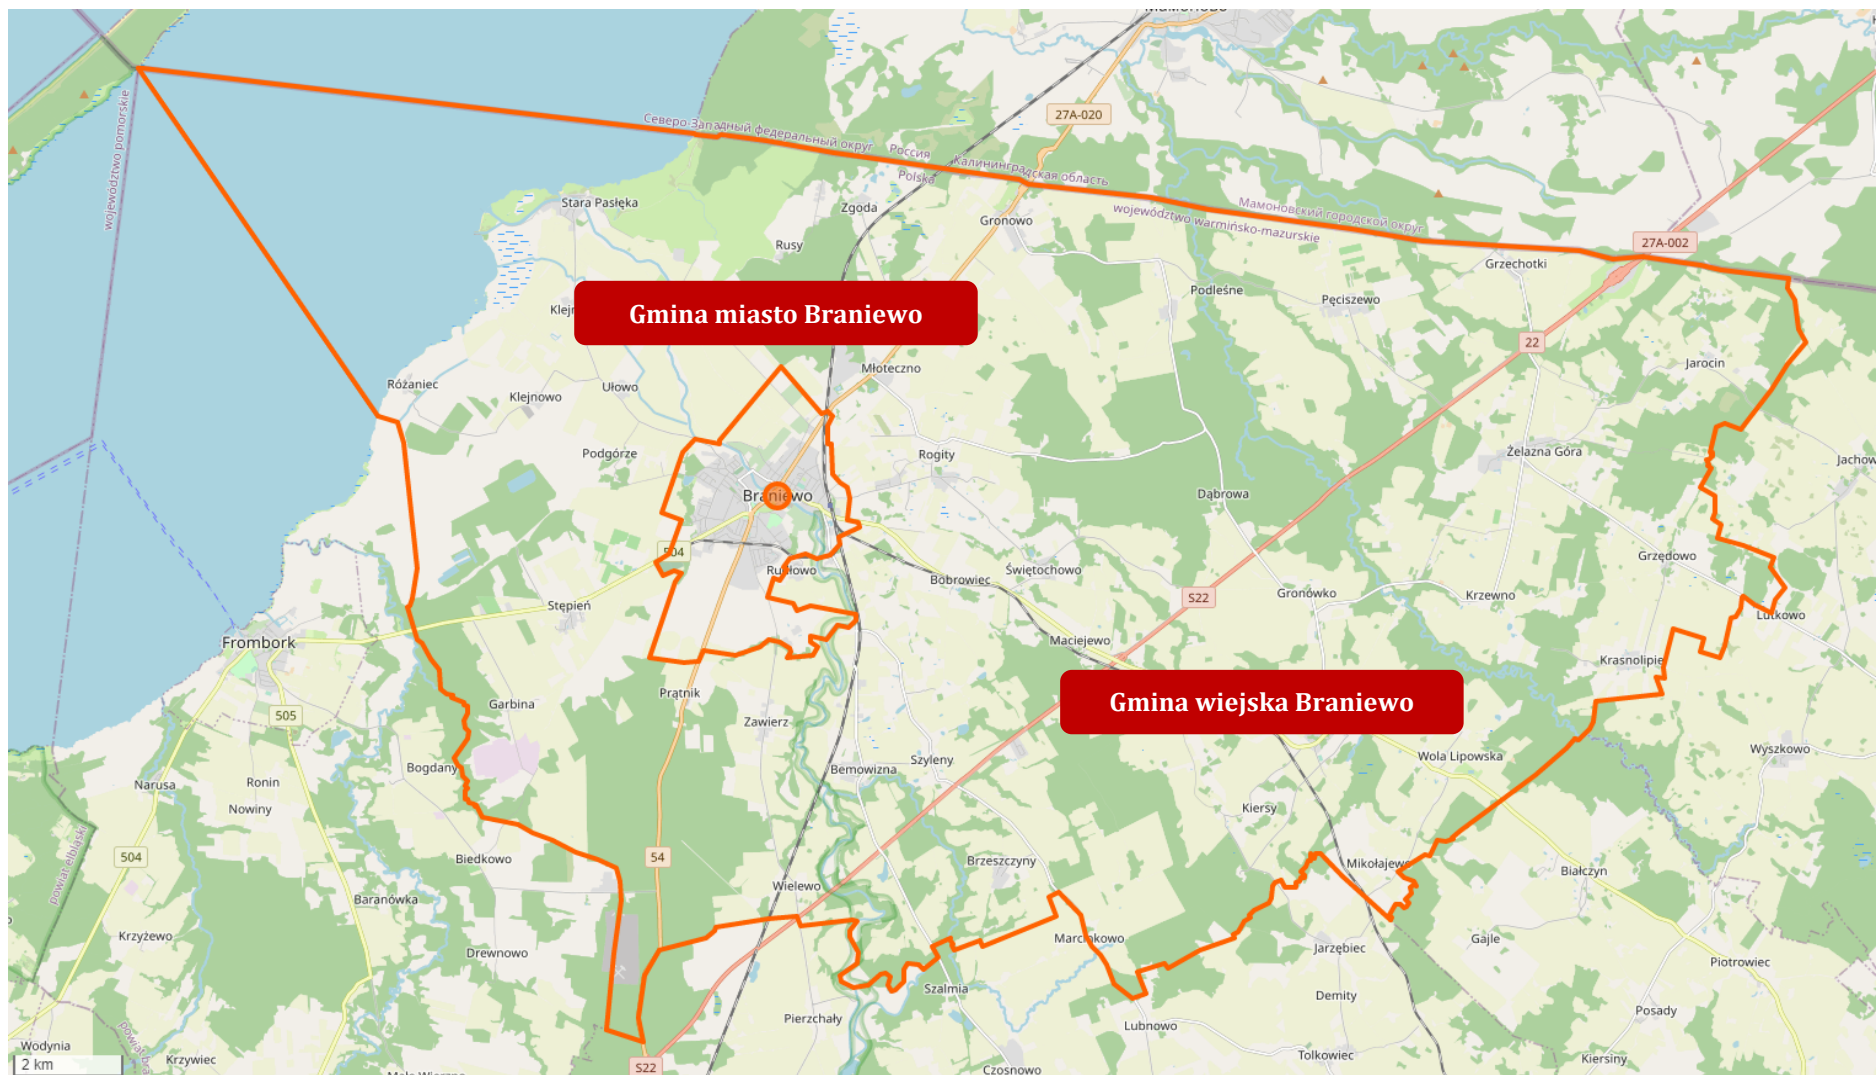 Мамоново
27A-020
województwo pomorskie
Северо-Западный федеральный округ
Россия
Калининградская область
Polska
Мамоновский городской округ
województwo warmińsko-mazurskie
Stara Pasłęka
Zgoda
Gronowo
Rusy
27A-002
Grzechotki
Podleśne
Pęciszewo
Gmina miasto Braniewo
22
Jarocin
Różaniec
Klejnowo
Ułowo
Młoteczno
Podgórze
Rogity
Żelazna Góra
Braniewo
Dąbrowa
504
Grzędowo
Rudłowo
Świętochowo
Bobrowiec
Gronówko
Krzewno
S22
Stępień
Lutkowo
Frombork
Maciejewo
Krasnolipie
Prątnik
Gmina wiejska Braniewo
Garbina
505
Zawierz
Wyszkowo
Szyleny
Wola Lipowska
Bogdany
Bemowizna
Narusa
Ronin
Nowiny
Kiersy
powiat elbląski
504
Biedkowo
54
Brzeszczyny
Mikołajewo
Białczyn
Wielewo
Baranówka
Krzyżewo
Marcinkowo
Gajle
Drewnowo
Jarzębiec
Piotrowiec
Szalmia
Demity
Pierzchały
Posady
Lubnowo
Wodynia
Krzywiec
Tolkowiec
Kiersiny
2 km
S22
Czosnowo